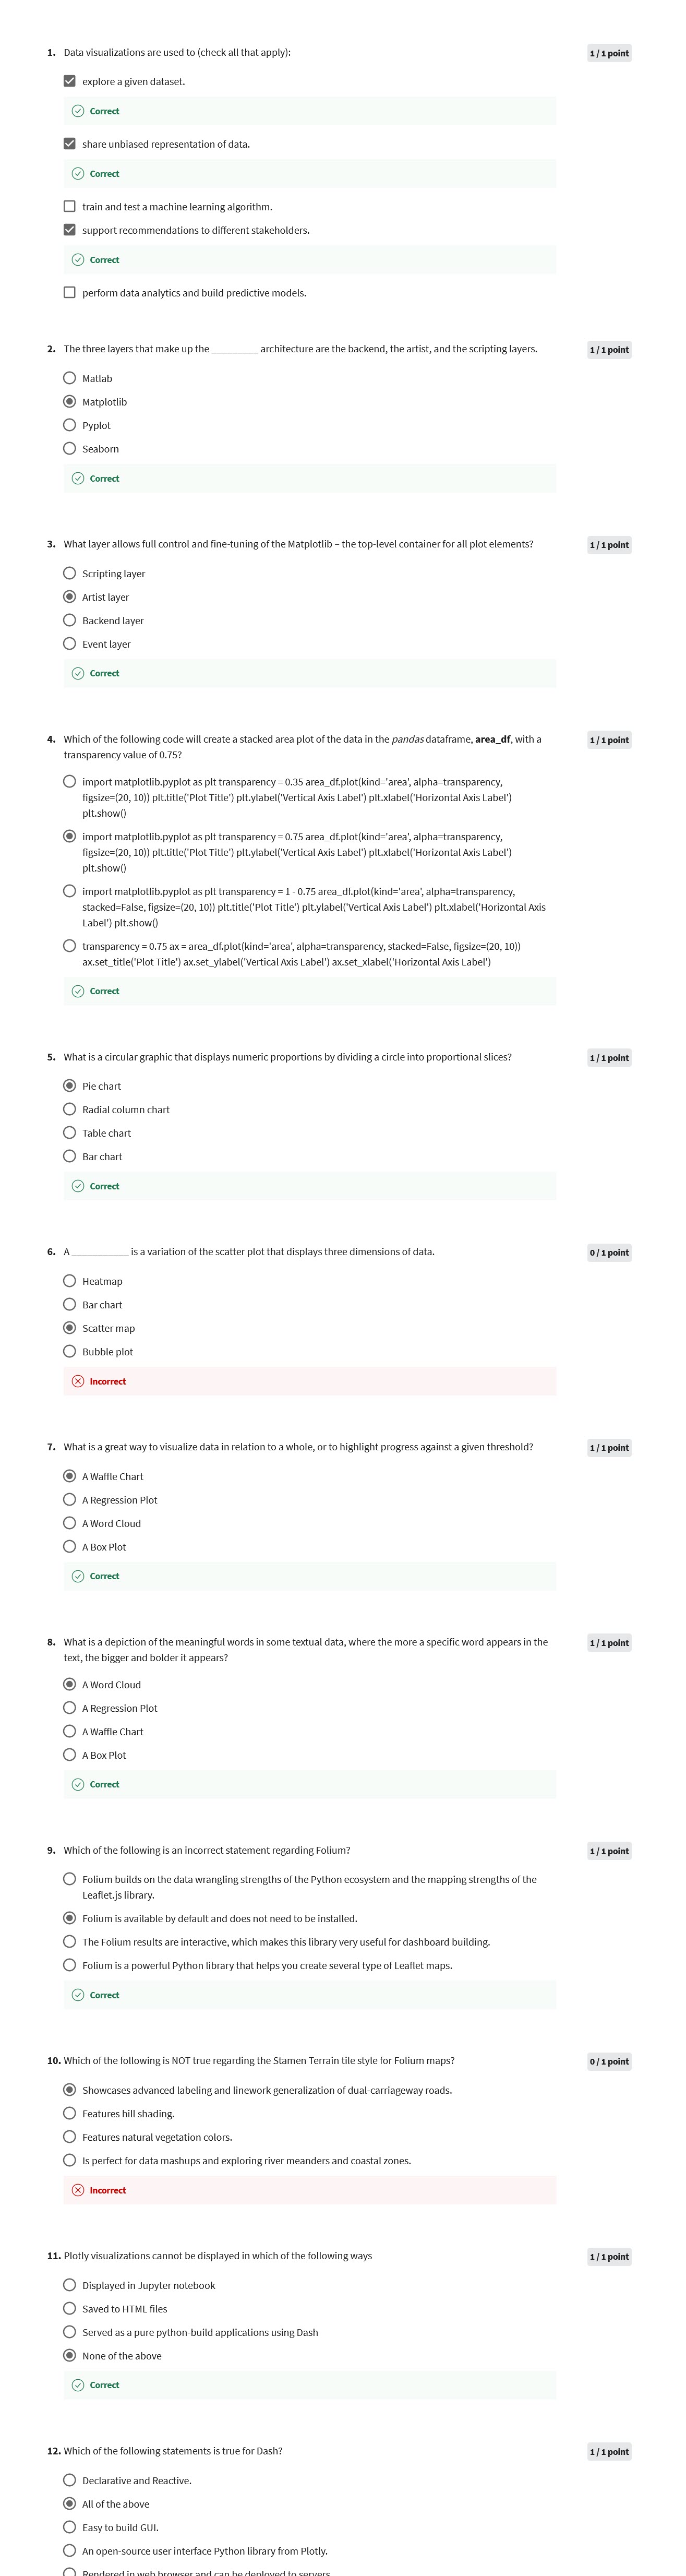 1. Data visualizations are used to (check all that apply): 1 / 1 point
explore a given dataset.
Correct
share unbiased representation of data.
Correct
train and test a machine learning algorithm.
support recommendations to different stakeholders.
Correct
perform data analytics and build predictive models.
2. The three layers that make up the _________ architecture are the backend, the artist, and the scripting layers. 1 / 1 point
Matlab
Matplotlib
Pyplot
Seaborn
Correct
3. What layer allows full control and fine-tuning of the Matplotlib – the top-level container for all plot elements? 1 / 1 point
Scripting layer
Artist layer
Backend layer
Event layer
Correct
4. Which of the following code will create a stacked area plot of the data in the pandas dataframe, area_df, with a 1 / 1 point
transparency value of 0.75?
import matplotlib.pyplot as plt transparency = 0.35 area_df.plot(kind='area', alpha=transparency,
figsize=(20, 10)) plt.title('Plot Title') plt.ylabel('Vertical Axis Label') plt.xlabel('Horizontal Axis Label')
plt.show()
import matplotlib.pyplot as plt transparency = 0.75 area_df.plot(kind='area', alpha=transparency,
figsize=(20, 10)) plt.title('Plot Title') plt.ylabel('Vertical Axis Label') plt.xlabel('Horizontal Axis Label')
plt.show()
import matplotlib.pyplot as plt transparency = 1 - 0.75 area_df.plot(kind='area', alpha=transparency,
stacked=False, figsize=(20, 10)) plt.title('Plot Title') plt.ylabel('Vertical Axis Label') plt.xlabel('Horizontal Axis
Label') plt.show()
transparency = 0.75 ax = area_df.plot(kind='area', alpha=transparency, stacked=False, figsize=(20, 10))
ax.set_title('Plot Title') ax.set_ylabel('Vertical Axis Label') ax.set_xlabel('Horizontal Axis Label')
Correct
5. What is a circular graphic that displays numeric proportions by dividing a circle into proportional slices? 1 / 1 point
Pie chart
Radial column chart
Table chart
Bar chart
Correct
6. A ___________ is a variation of the scatter plot that displays three dimensions of data. 0 / 1 point
Heatmap
Bar chart
Scatter map
Bubble plot
Incorrect
7. What is a great way to visualize data in relation to a whole, or to highlight progress against a given threshold? 1 / 1 point
A Waffle Chart
A Regression Plot
A Word Cloud
A Box Plot
Correct
8. What is a depiction of the meaningful words in some textual data, where the more a specific word appears in the 1 / 1 point
text, the bigger and bolder it appears?
A Word Cloud
A Regression Plot
A Waffle Chart
A Box Plot
Correct
9. Which of the following is an incorrect statement regarding Folium? 1 / 1 point
Folium builds on the data wrangling strengths of the Python ecosystem and the mapping strengths of the
Leaflet.js library.
Folium is available by default and does not need to be installed.
The Folium results are interactive, which makes this library very useful for dashboard building.
Folium is a powerful Python library that helps you create several type of Leaflet maps.
Correct
10. Which of the following is NOT true regarding the Stamen Terrain tile style for Folium maps? 0 / 1 point
Showcases advanced labeling and linework generalization of dual-carriageway roads.
Features hill shading.
Features natural vegetation colors.
Is perfect for data mashups and exploring river meanders and coastal zones.
Incorrect
11. Plotly visualizations cannot be displayed in which of the following ways 1 / 1 point
Displayed in Jupyter notebook
Saved to HTML files
Served as a pure python-build applications using Dash
None of the above
Correct
12. Which of the following statements is true for Dash? 1 / 1 point
Declarative and Reactive.
All of the above
Easy to build GUI.
An open-source user interface Python library from Plotly.
Rendered in web browser and can be deployed to servers